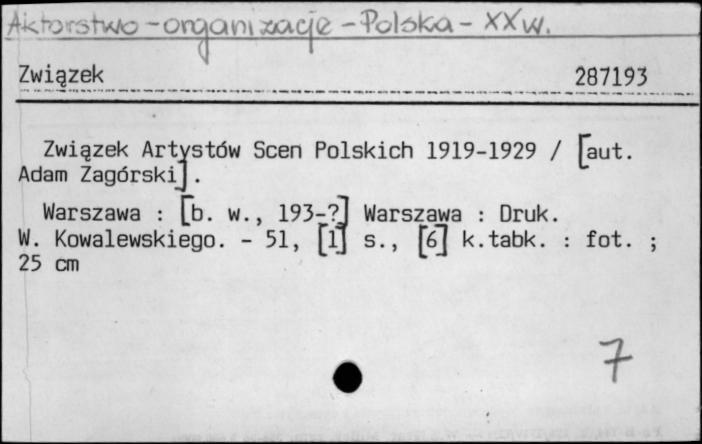 Aktorstwo - organizacje - Polska - XX w.
Związek 287193
Związek Artystów Scen Polskich 1919-1929 / [aut.
Adam Zagórski].
Warszawa : [b. w., 193-?] Warszawa : Druk.
W. Kowalewskiego. - 51, [1] s., [6] k.tabk. : fot. ;
25 cm
7